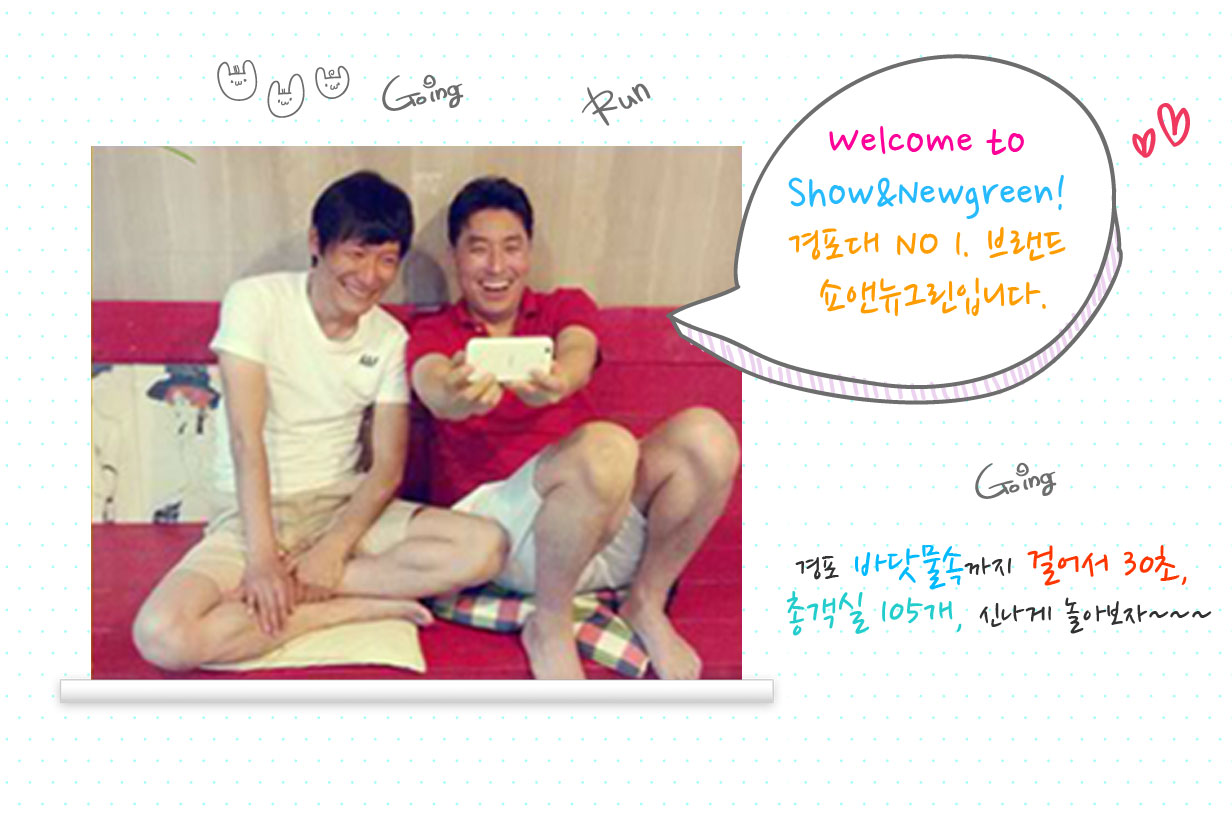 Going
Run
Welcome to
Show&Newgreen!
경포대 NO 1. 브랜드
쇼앤뉴그린입니다.
Going
경포 바닷물속까지 걸어서 30초,
총객실 105개, 신나게 놀아보자~~~